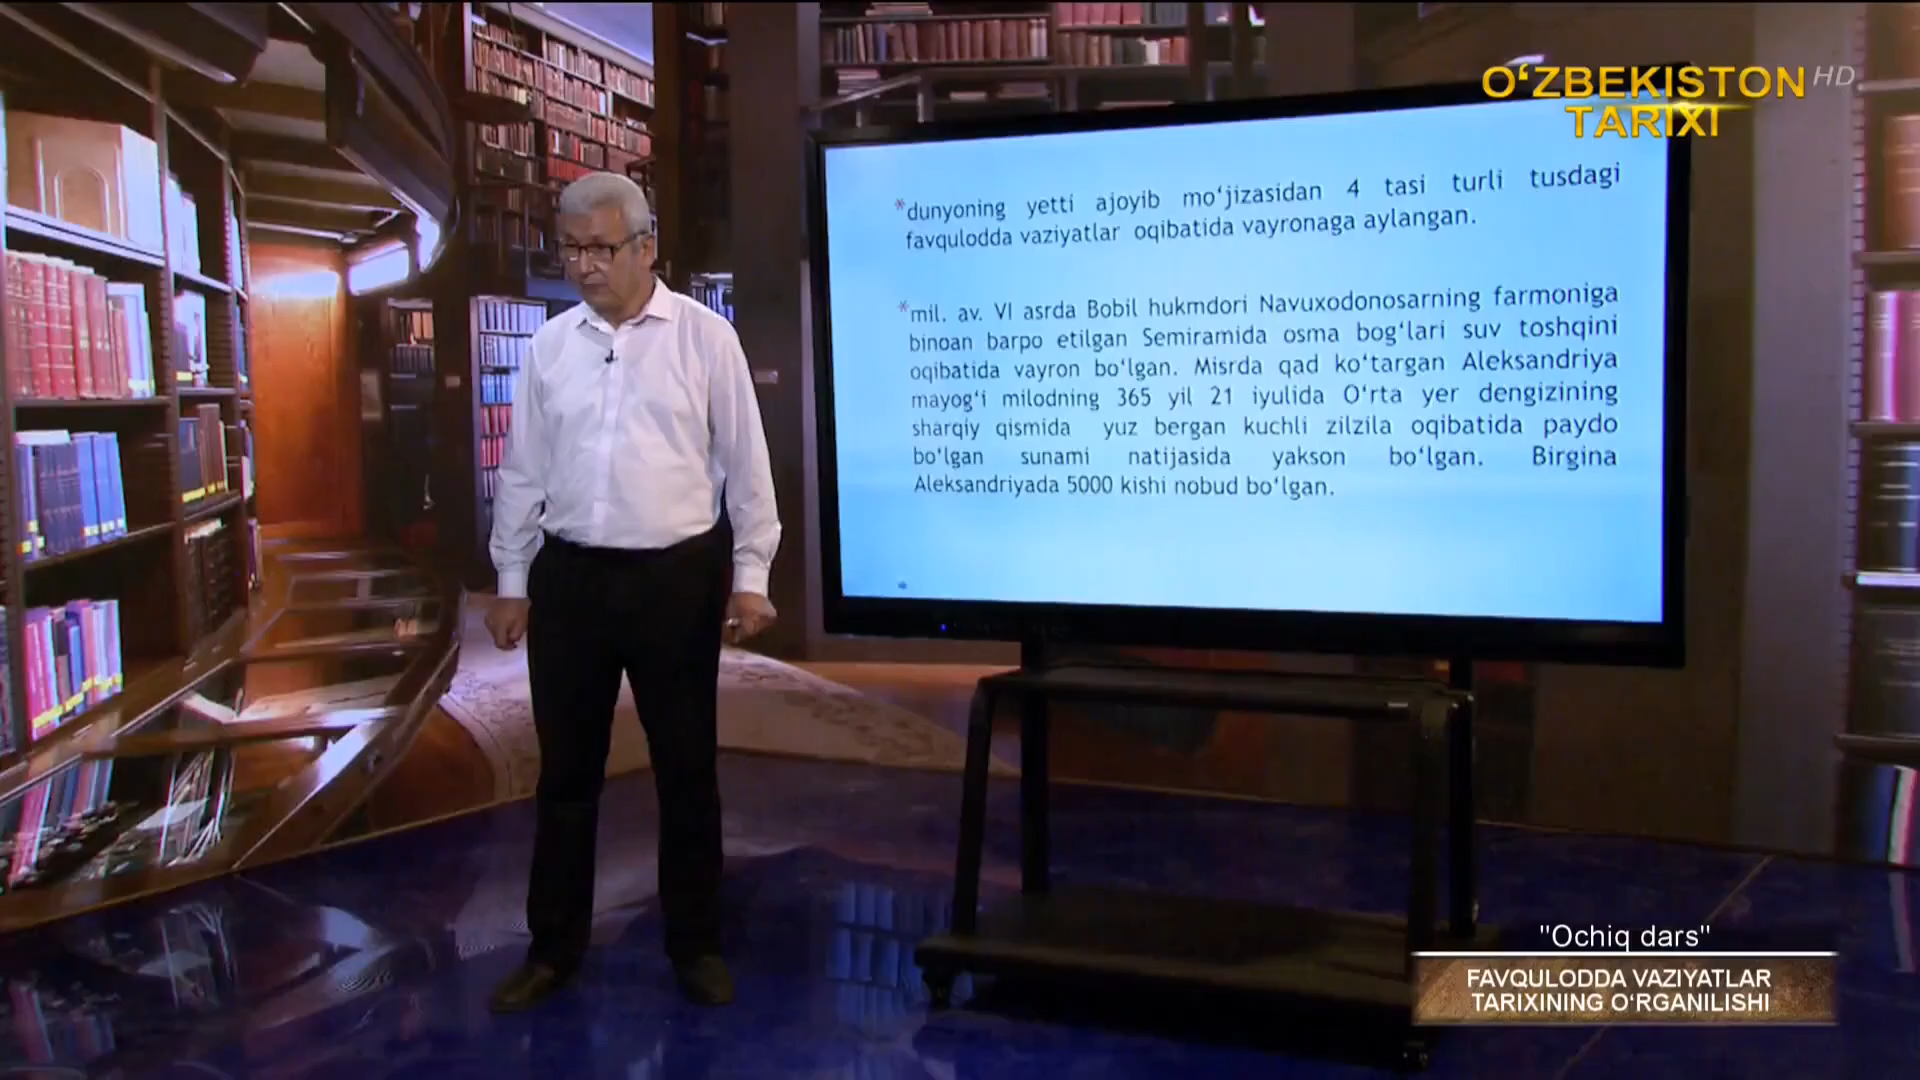 O‘ZBEKISTON HD
TARIXI
*dunyoning yetti ajoyib mo‘jizasidan 4 tasi turli tusdagi
favqulodda vaziyatlar oqibatida vayronaga aylangan.
*mil. av. VI asrda Bobil hukmdori Navuxodonosarning farmoniga
binoan barpo etilgan Semiramida osma bog‘lari suv toshqini
oqibatida vayron bo‘lgan. Misrda qad ko‘targan Aleksandriya
mayog‘i milodning 365 yil 21 iyulida O‘rta yer dengizining
sharqiy qismida yuz bergan kuchli zilzila oqibatida paydo
bo‘lgan sunami natijasida yakson bo‘lgan. Birgina
Aleksandriyada 5000 kishi nobud bo‘lgan.
"Ochiq dars"
FAVQULODDA VAZIYATLAR
TARIXINING O‘RGANILISHI